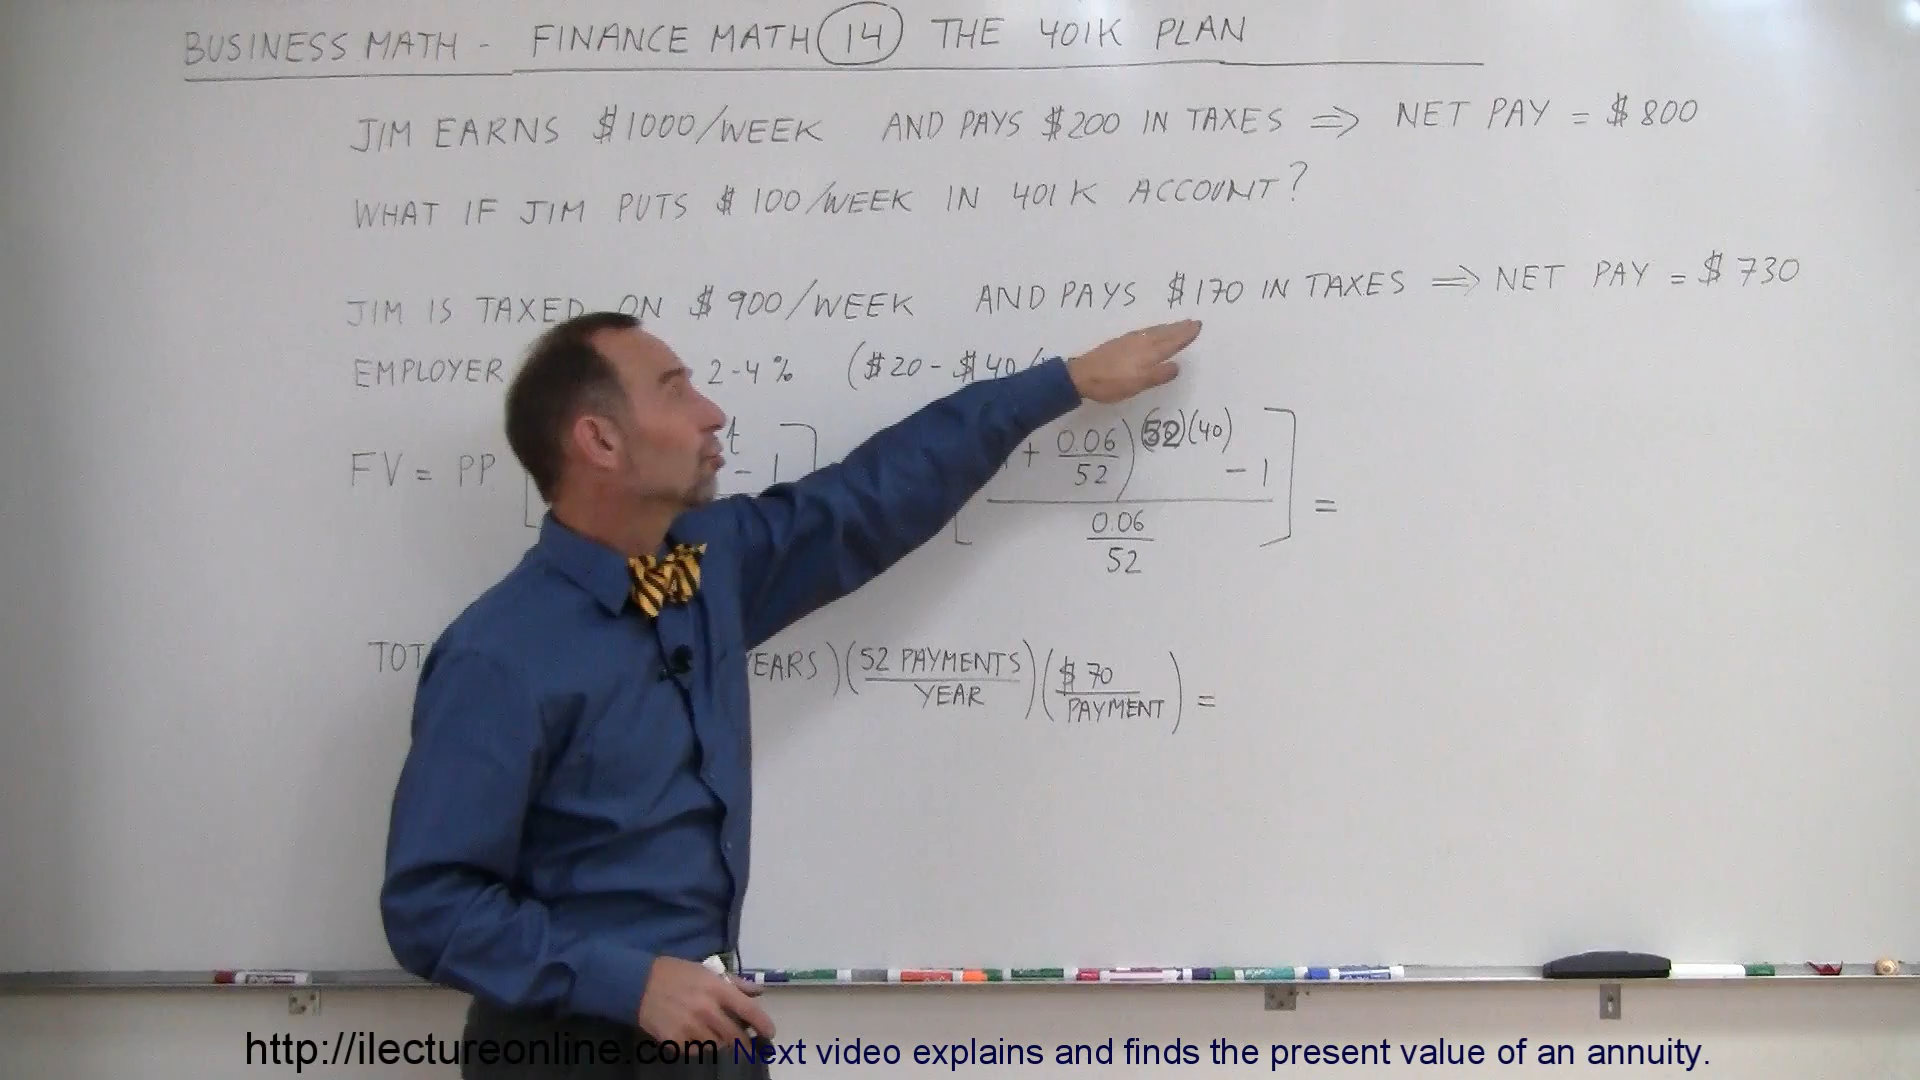 BUSINESS MATH - FINANCE MATH 14 THE 401K PLAN
JIM EARNS $1000/WEEK AND PAYS $200 IN TAXES ⇒ NET PAY = $800
WHAT IF JIM PUTS $100/WEEK IN 401K ACCOUNT?
JIM IS TAXED ON $900/WEEK AND PAYS $170 IN TAXES ⇒ NET PAY = $730
EMPLOYER 2-4% ($20 - $40/
FV = PP [ t - 1 ] [ + 0.06/52 )^(52)(40) - 1 ] =
0.06
52
TOT EARS) (52 PAYMENTS/YEAR) ($70/PAYMENT) =
http://ilectureonline.com Next video explains and finds the present value of an annuity.